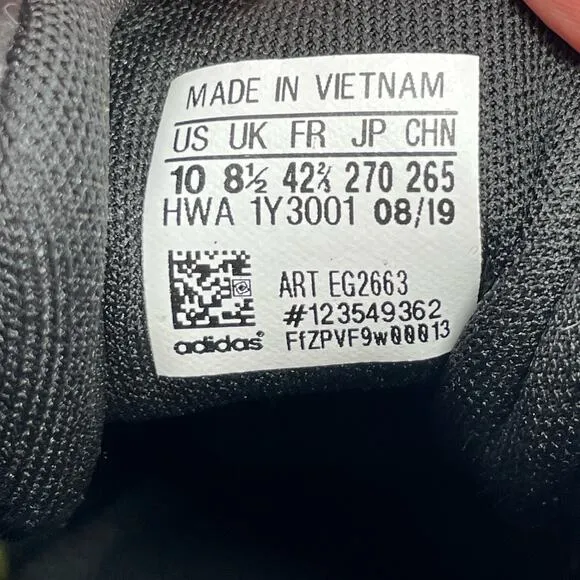 MADE IN VIETNAM
US UK FR JP CHN
10 8½ 42⅔ 270 265
HWA 1Y3001 08/19
ART EG2663
#123549362
adidas® FfZPVF9w00013